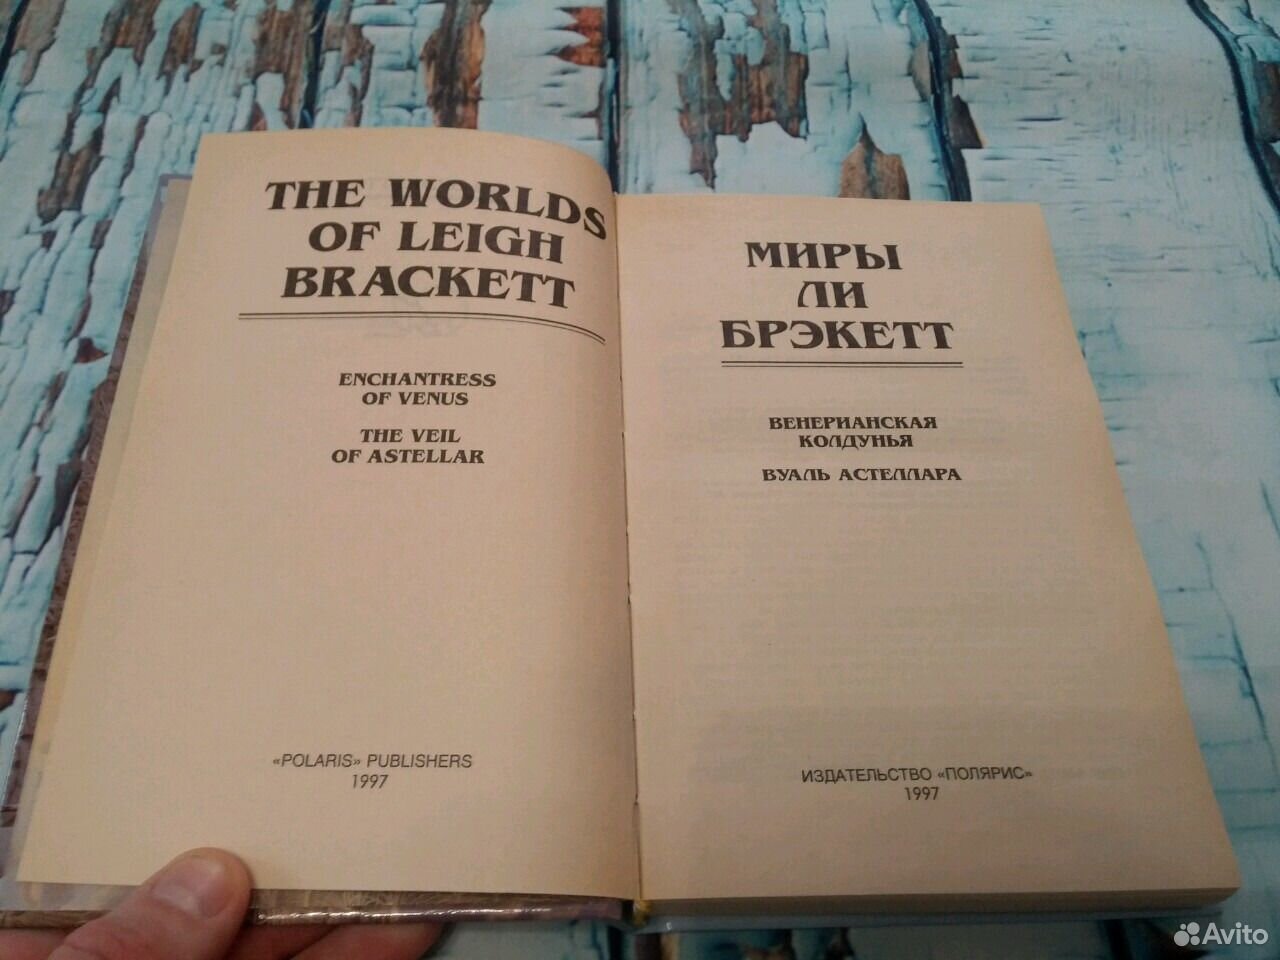 THE WORLDS
OF LEIGH
BRACKETT
ENCHANTRESS
OF VENUS
THE VEIL
OF ASTELLAR
«POLARIS» PUBLISHERS
1997
МИРЫ
ЛИ
БРЭКЕТТ
ВЕНЕРИАНСКАЯ
КОЛДУНЬЯ
ВУАЛЬ АСТЕЛЛАРА
ИЗДАТЕЛЬСТВО «ПОЛЯРИС»
1997
Avito